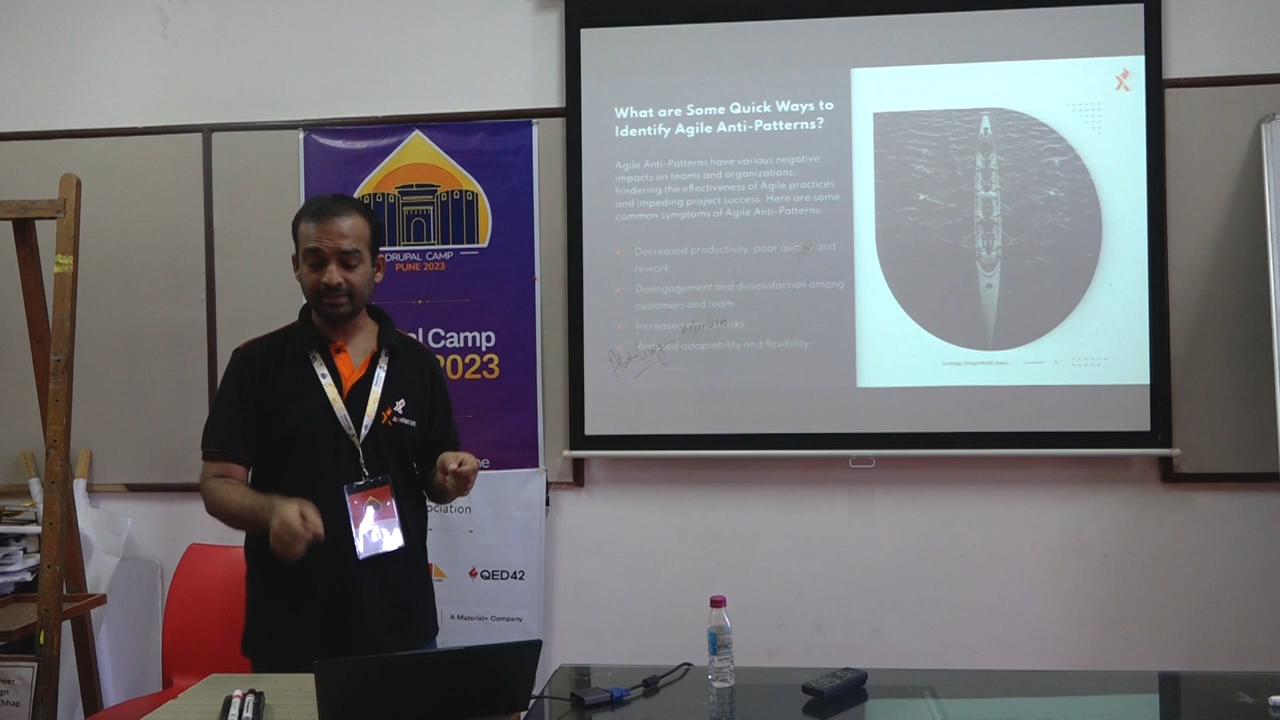 What are Some Quick Ways to
Identify Agile Anti-Patterns?
Agile Anti-Patterns have various negative
impacts on teams and organizations,
hindering the effectiveness of Agile practices
and impeding project success. Here are some
common symptoms of Agile Anti-Patterns:
Decreased productivity, poor quality and
rework
Disengagement and dissatisfaction among
customers and team
Increased risks
adaptability and flexibility
DRUPAL CAMP
PUNE 2023
Camp
2023
QED42
A Material+ Company